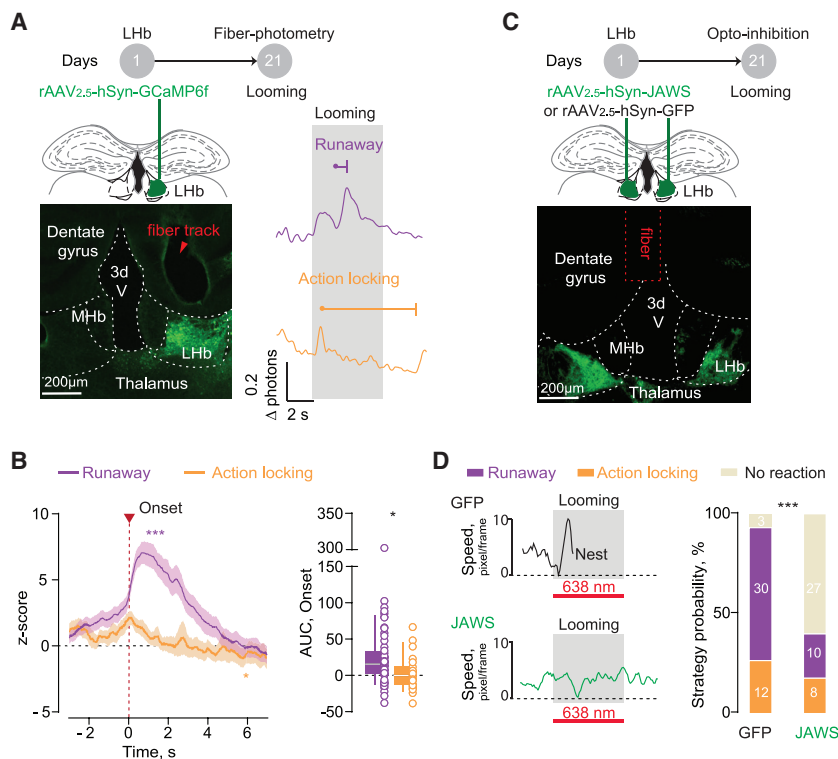 A
LHb
Fiber-photometry
Days
1
21
rAAV2.5-hSyn-GCaMP6f
Looming
LHb
Dentate
gyrus
fiber track
3d
V
MHb
LHb
200µm
Thalamus
Looming
Runaway
Action locking
0.2
Δ photons
2 s
C
LHb
Opto-inhibition
Days
1
21
rAAV2.5-hSyn-JAWS
Looming
or rAAV2.5-hSyn-GFP
LHb
fiber
Dentate
gyrus
3d
V
MHb
LHb
200µm
Thalamus
B
Runaway
Action locking
Onset
***
10
5
0
-5
z-score
*
-2
0
2
4
6
Time, s
*
350
300
150
100
50
0
-50
AUC, Onset
D
Runaway
Action locking
No reaction
GFP
Looming
10
0
Speed,
pixel/frame
Nest
638 nm
JAWS
Looming
10
0
Speed,
pixel/frame
638 nm
***
100
50
0
Strategy probability, %
3
30
12
27
10
8
GFP
JAWS